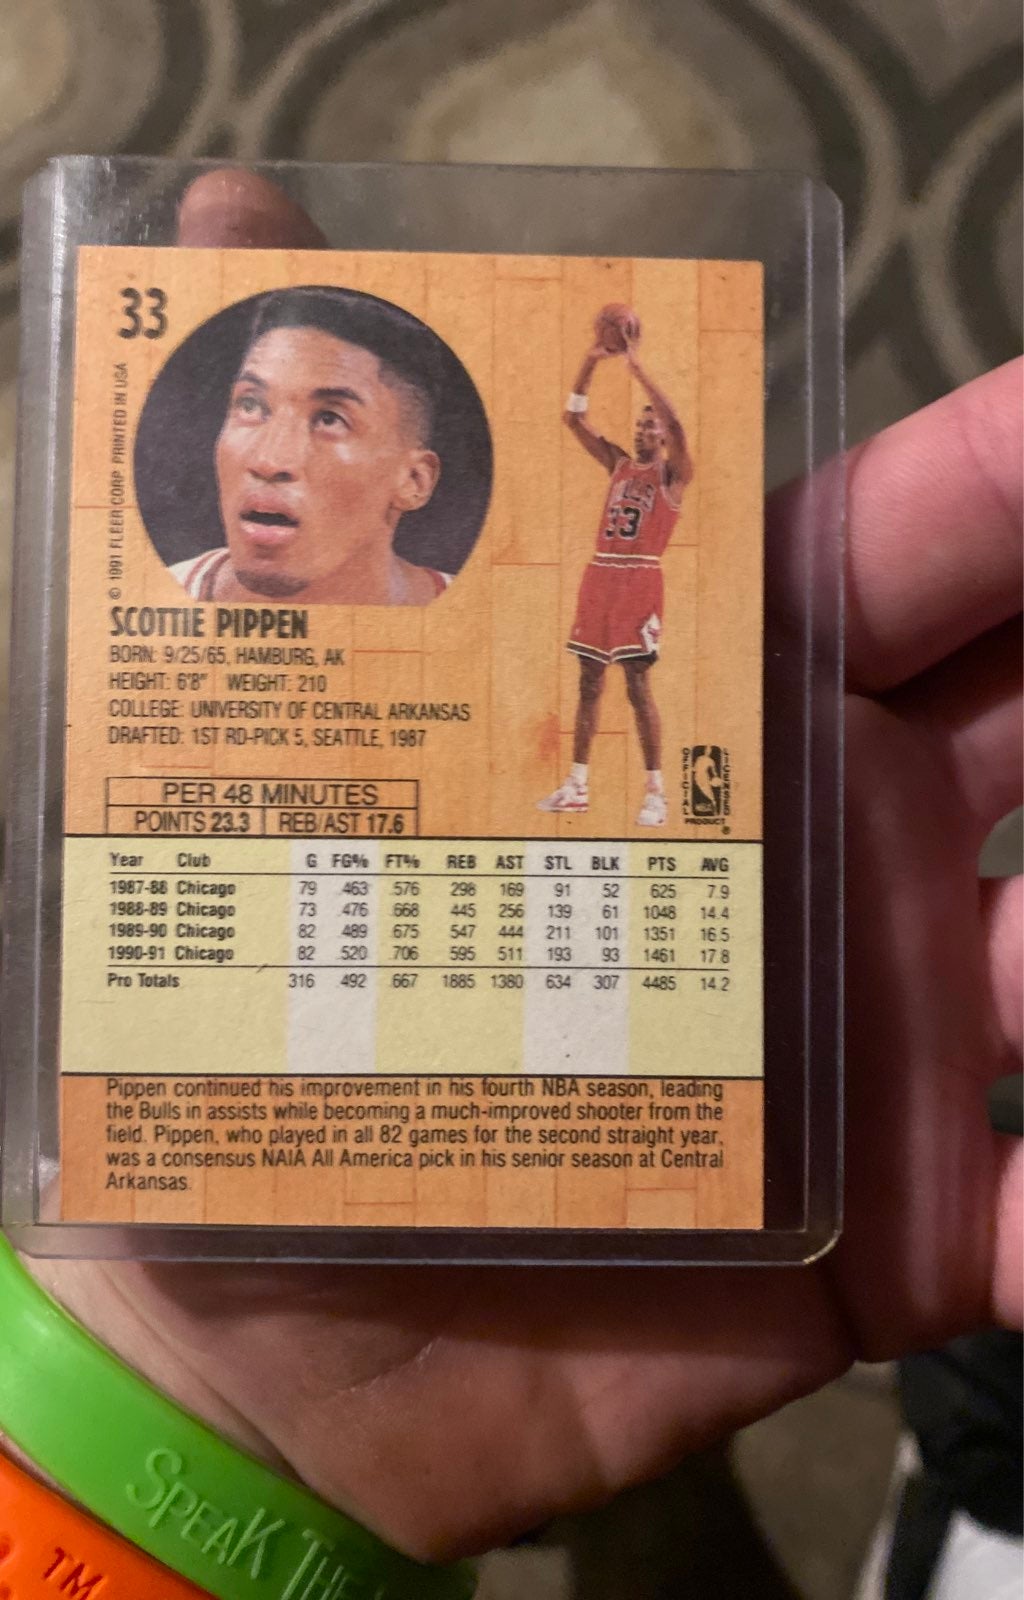 33
© 1991 FLEER CORP. PRINTED IN USA
33
SCOTTIE PIPPEN
BORN: 9/25/65, HAMBURG, AK
HEIGHT: 6'8" WEIGHT: 210
COLLEGE: UNIVERSITY OF CENTRAL ARKANSAS
DRAFTED: 1ST RD-PICK 5, SEATTLE, 1987
OFFICIAL LICENSED
NBA
PRODUCT ®
PER 48 MINUTES
POINTS 23.3 REB/AST 17.6
Year Club G FG% FT% REB AST STL BLK PTS AVG
1987-88 Chicago 79 .463 .576 298 169 91 52 625 7.9
1988-89 Chicago 73 .476 .668 445 256 139 61 1048 14.4
1989-90 Chicago 82 .489 .675 547 444 211 101 1351 16.5
1990-91 Chicago 82 .520 .706 595 511 193 93 1461 17.8
Pro Totals 316 .492 .667 1885 1380 634 307 4485 14.2
Pippen continued his improvement in his fourth NBA season, leading
the Bulls in assists while becoming a much-improved shooter from the
field. Pippen, who played in all 82 games for the second straight year,
was a consensus NAIA All America pick in his senior season at Central
Arkansas.
SPEAK THE
TM